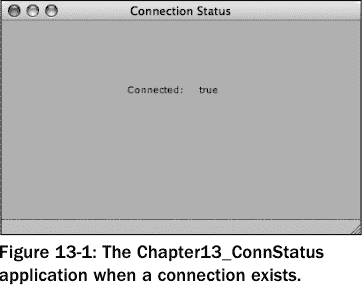 Connection Status
Connected: true
Figure 13-1: The Chapter13_ConnStatus
application when a connection exists.